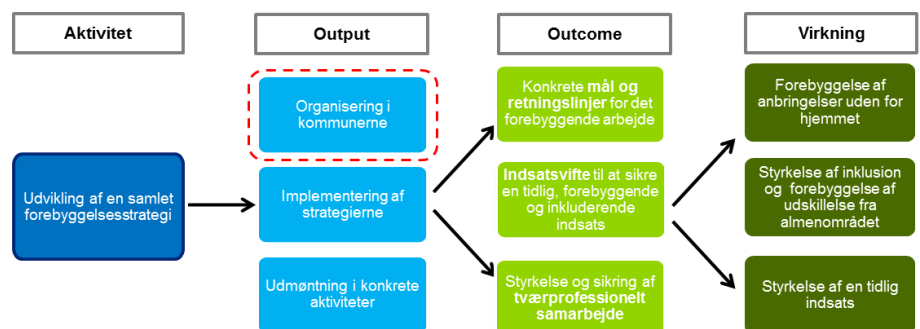 Aktivitet
Output
Outcome
Virkning
Udvikling af en samlet
forebyggelsesstrategi
Organisering i
kommunerne
Implementering af
strategierne
Udmøntning i konkrete
aktiviteter
Konkrete mål og
retningslinjer for det
forebyggende arbejde
Indsatsvifte til at sikre
en tidlig, forebyggende
og inkluderende
indsats
Styrkelse og sikring af
tværprofessionelt
samarbejde
Forebyggelse af
anbringelser uden for
hjemmet
Styrkelse af inklusion
og forebyggelse af
udskillelse fra
almenområdet
Styrkelse af en tidlig
indsats